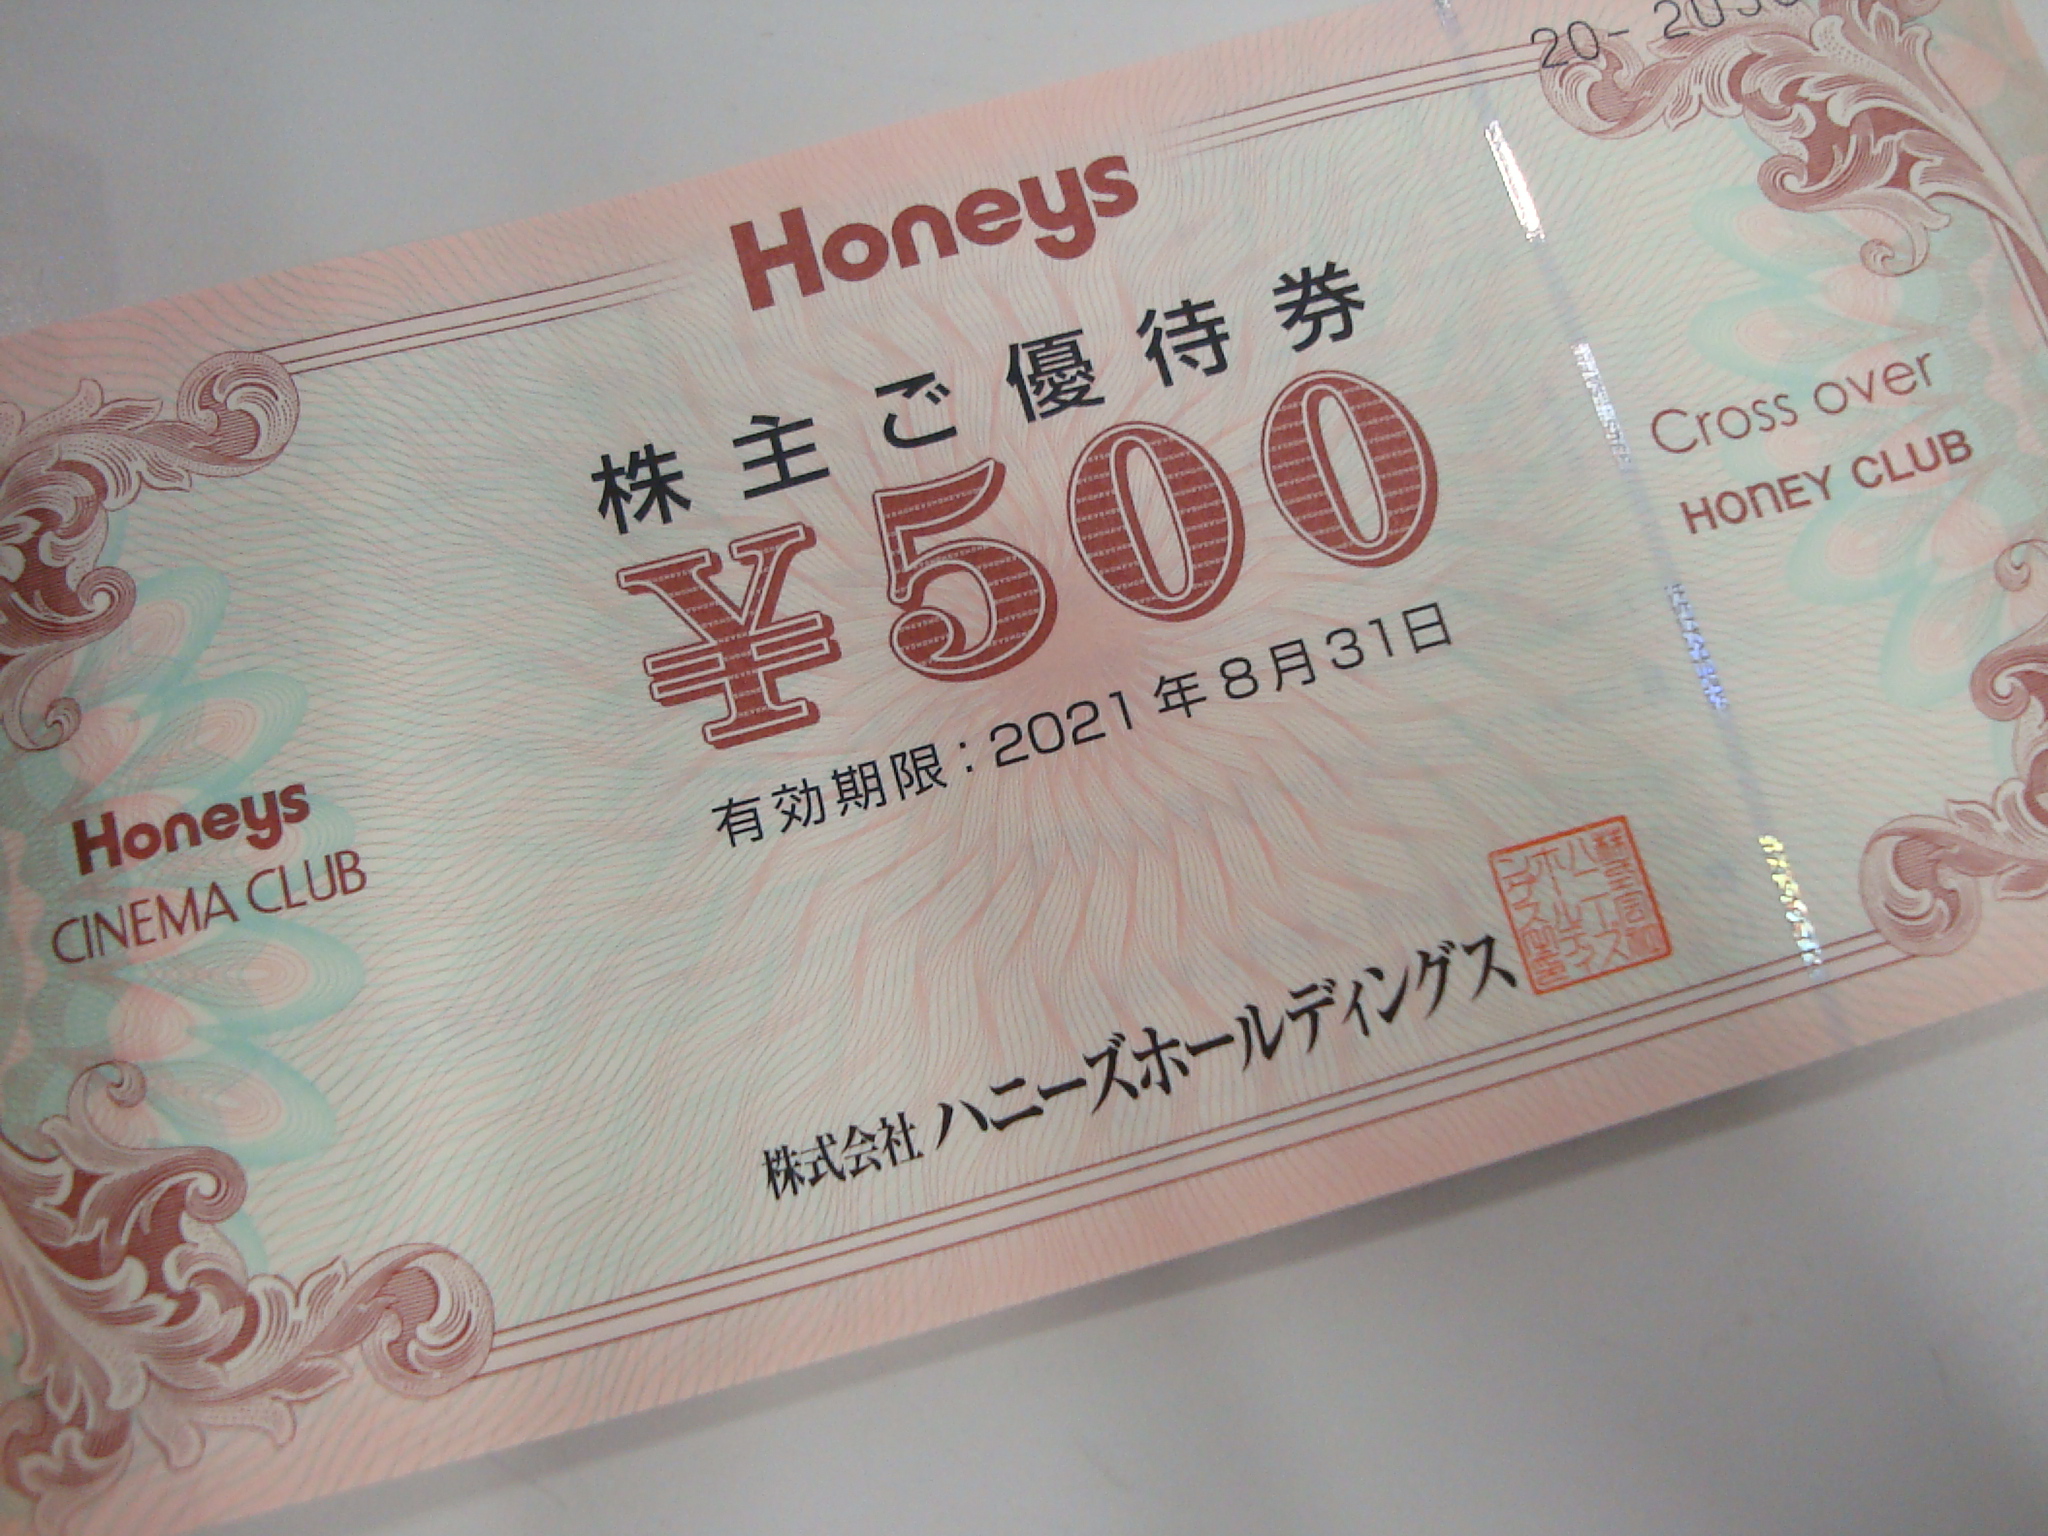 Honeys
株主ご優待券
¥500
有効期限：2021年8月31日
Honeys
CINEMA CLUB
Cross over
HONEY CLUB
株式会社 ハニーズホールディングス